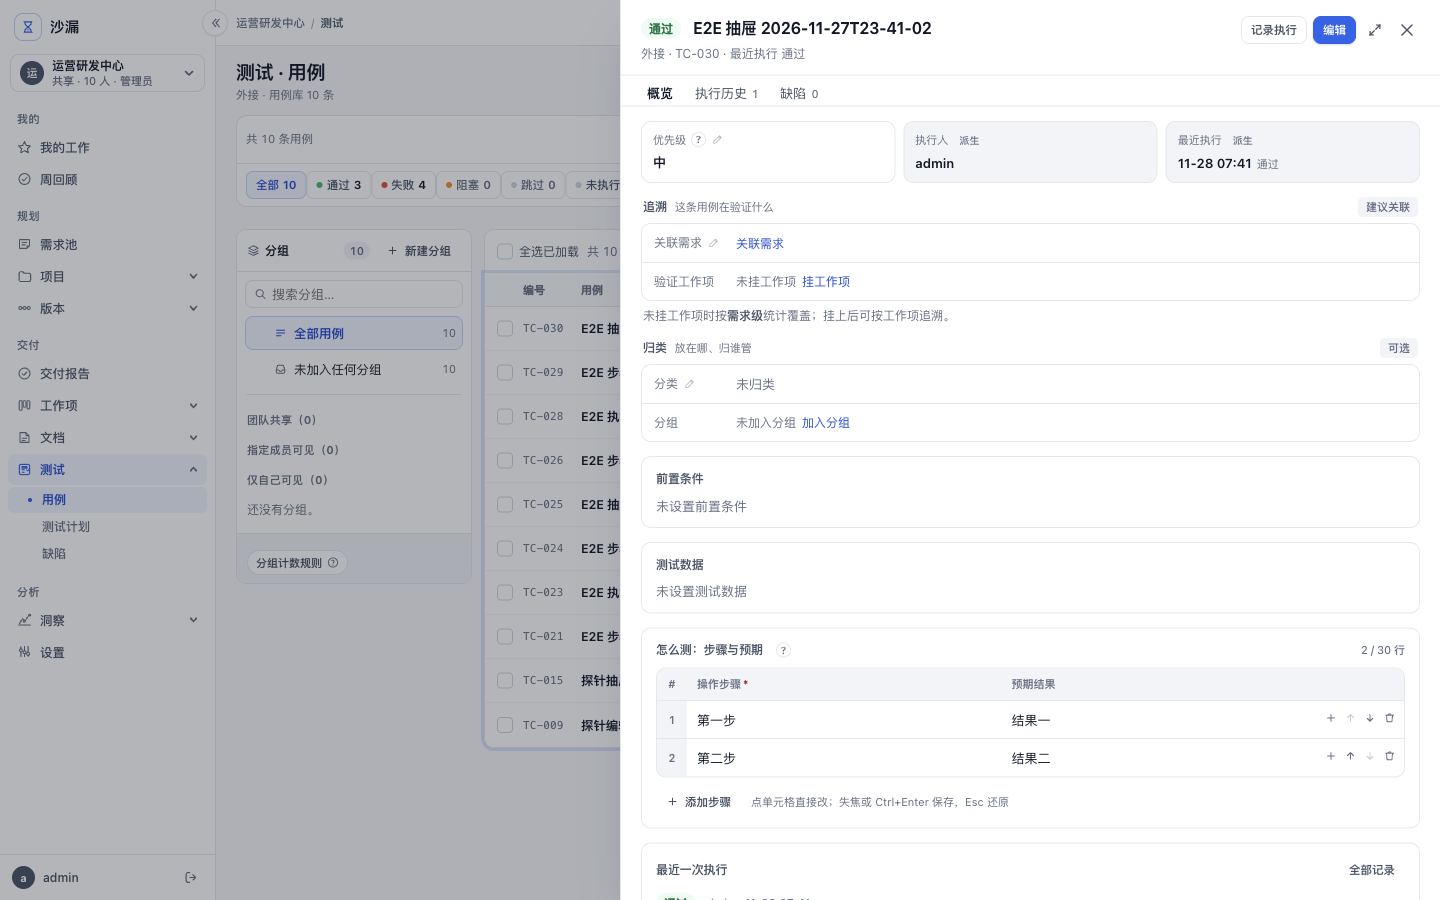 沙漏
运营研发中心
共享 · 10 人 · 管理员
运
我的
我的工作
周回顾
规划
需求池
项目
版本
交付
交付报告
工作项
文档
测试
用例
测试计划
缺陷
分析
洞察
设置
a admin
运营研发中心 / 测试
测试 · 用例
外接 · 用例库 10 条
共 10 条用例
全部 10
通过 3
失败 4
阻塞 0
跳过 0
未执行
分组 10
新建分组
搜索分组...
全部用例 10
未加入任何分组 10
团队共享 (0)
指定成员可见 (0)
仅自己可见 (0)
还没有分组。
分组计数规则
全选已加载 共 10
编号 用例
TC-030 E2E 抽
TC-029 E2E 步
TC-028 E2E 执
TC-026 E2E 步
TC-025 E2E 抽
TC-024 E2E 步
TC-023 E2E 执
TC-021 E2E 步
TC-015 探针抽
TC-009 探针编
通过 E2E 抽屉 2026-11-27T23-41-02
外接 · TC-030 · 最近执行 通过
记录执行
编辑
概览
执行历史 1
缺陷 0
优先级 ?
中
执行人 派生
admin
最近执行 派生
11-28 07:41 通过
追溯 这条用例在验证什么 建议关联
关联需求 关联需求
验证工作项 未挂工作项 挂工作项
未挂工作项时按需求级统计覆盖；挂上后可按工作项追溯。
归类 放在哪、归谁管 可选
分类 未归类
分组 未加入分组 加入分组
前置条件
未设置前置条件
测试数据
未设置测试数据
怎么测：步骤与预期 ? 2 / 30 行
# 操作步骤* 预期结果
1 第一步 结果一
2 第二步 结果二
添加步骤 点单元格直接改；失焦或 Ctrl+Enter 保存，Esc 还原
最近一次执行 全部记录